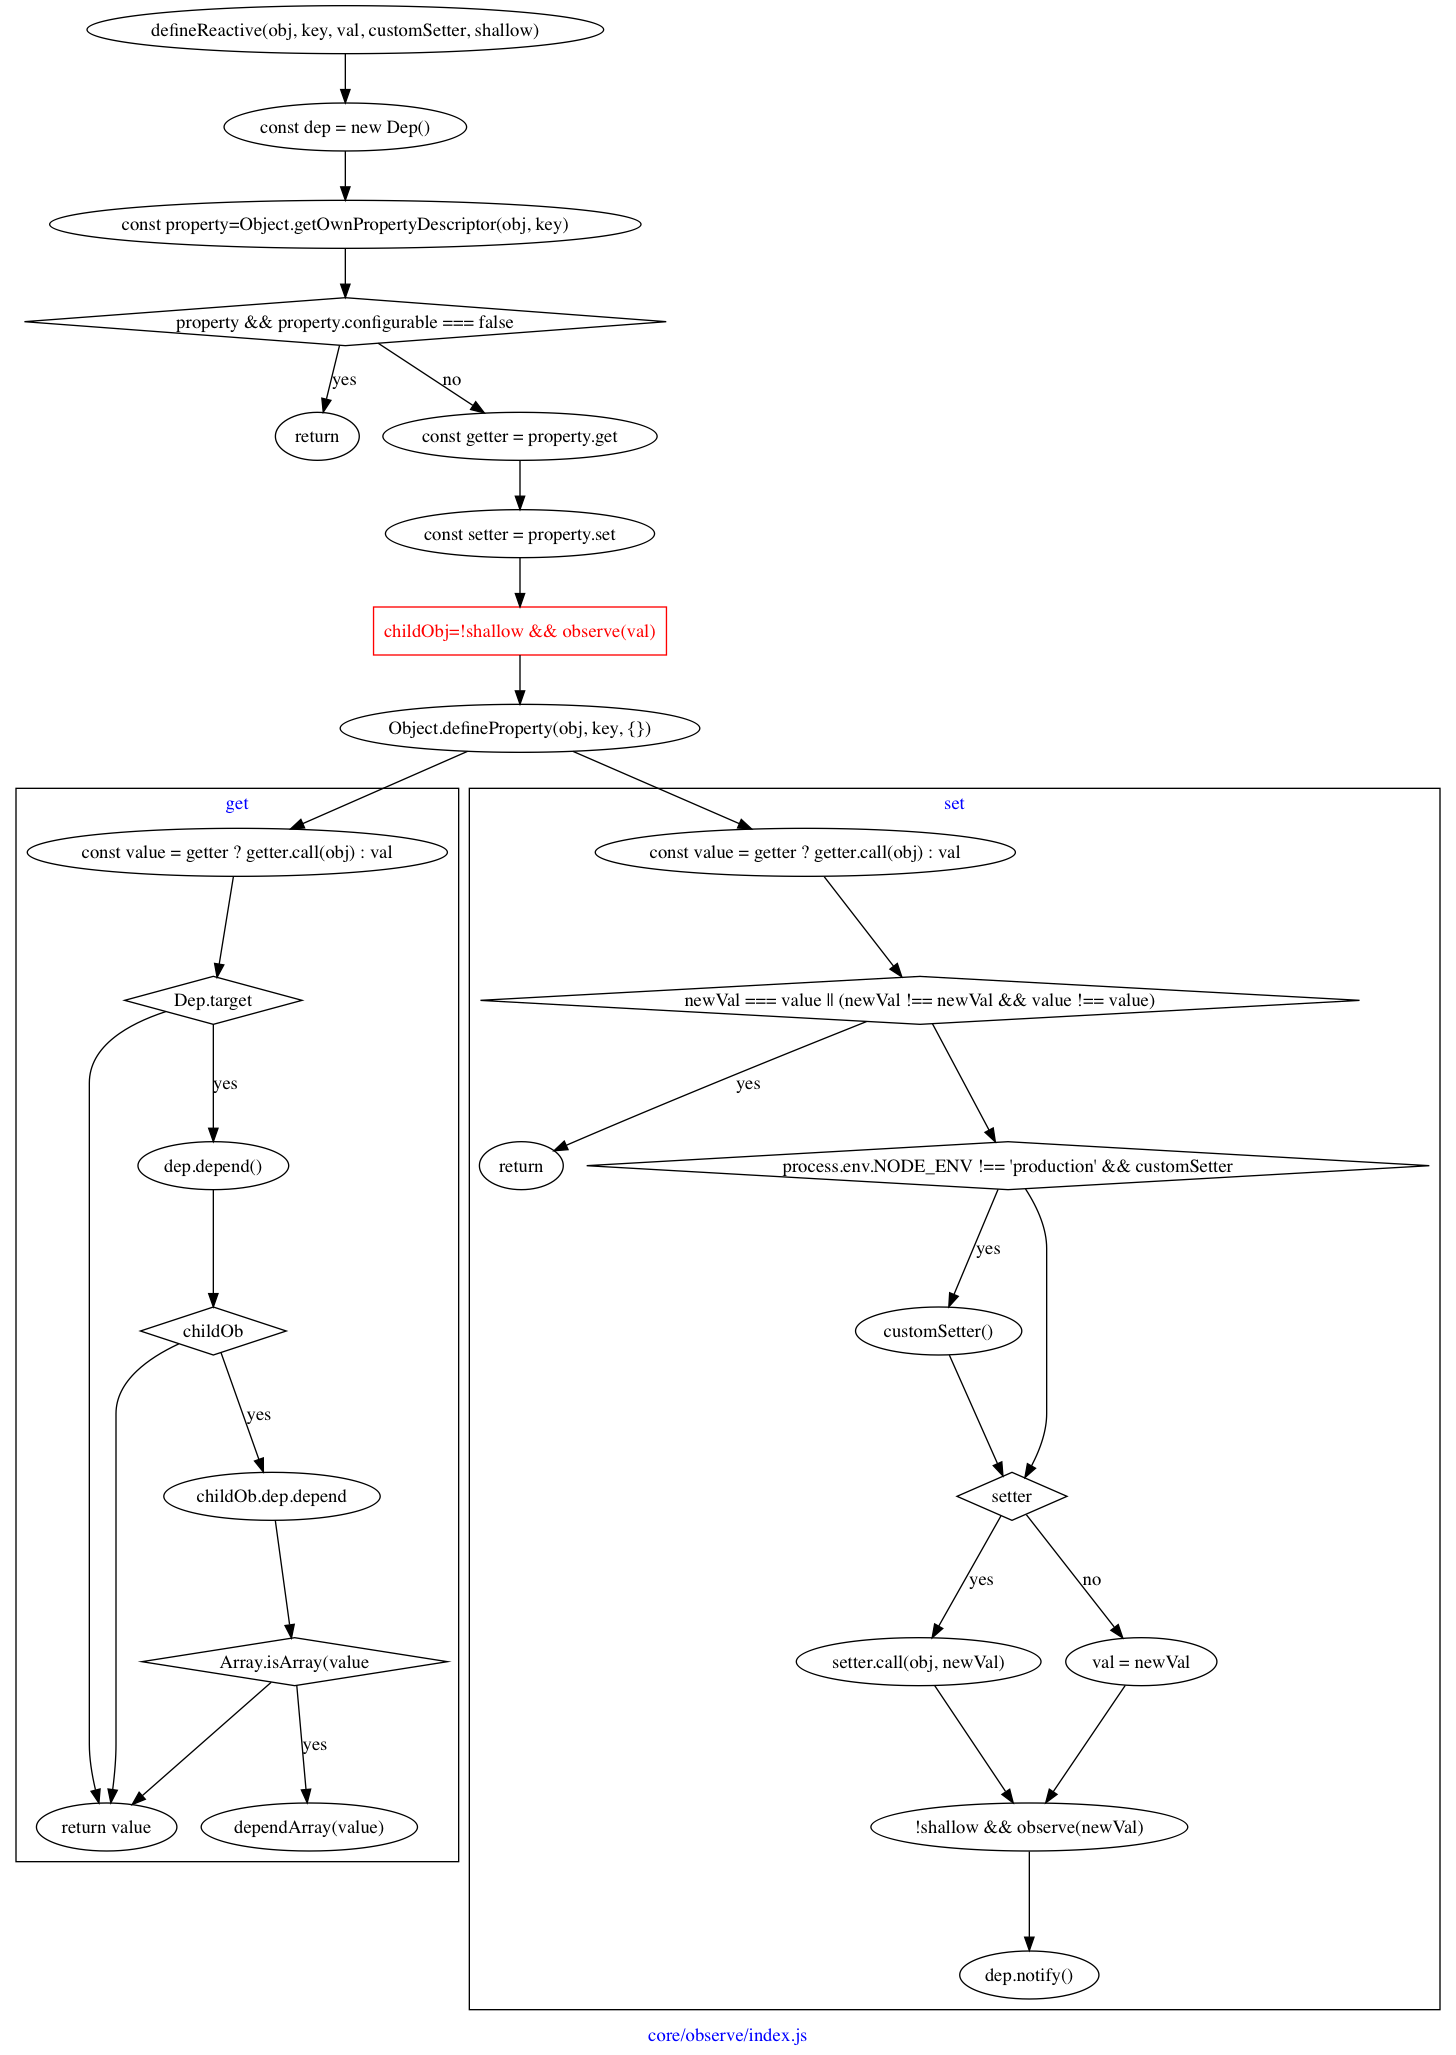 defineReactive(obj, key, val, customSetter, shallow)
const dep = new Dep()
const property=Object.getOwnPropertyDescriptor(obj, key)
property && property.configurable === false
yes
no
return
const getter = property.get
const setter = property.set
childObj=!shallow && observe(val)
Object.defineProperty(obj, key, {})
get
const value = getter ? getter.call(obj) : val
Dep.target
yes
dep.depend()
childOb
yes
childOb.dep.depend
Array.isArray(value
yes
return value
dependArray(value)
set
const value = getter ? getter.call(obj) : val
newVal === value || (newVal !== newVal && value !== value)
yes
return
process.env.NODE_ENV !== 'production' && customSetter
yes
customSetter()
setter
yes
no
setter.call(obj, newVal)
val = newVal
!shallow && observe(newVal)
dep.notify()
core/observe/index.js